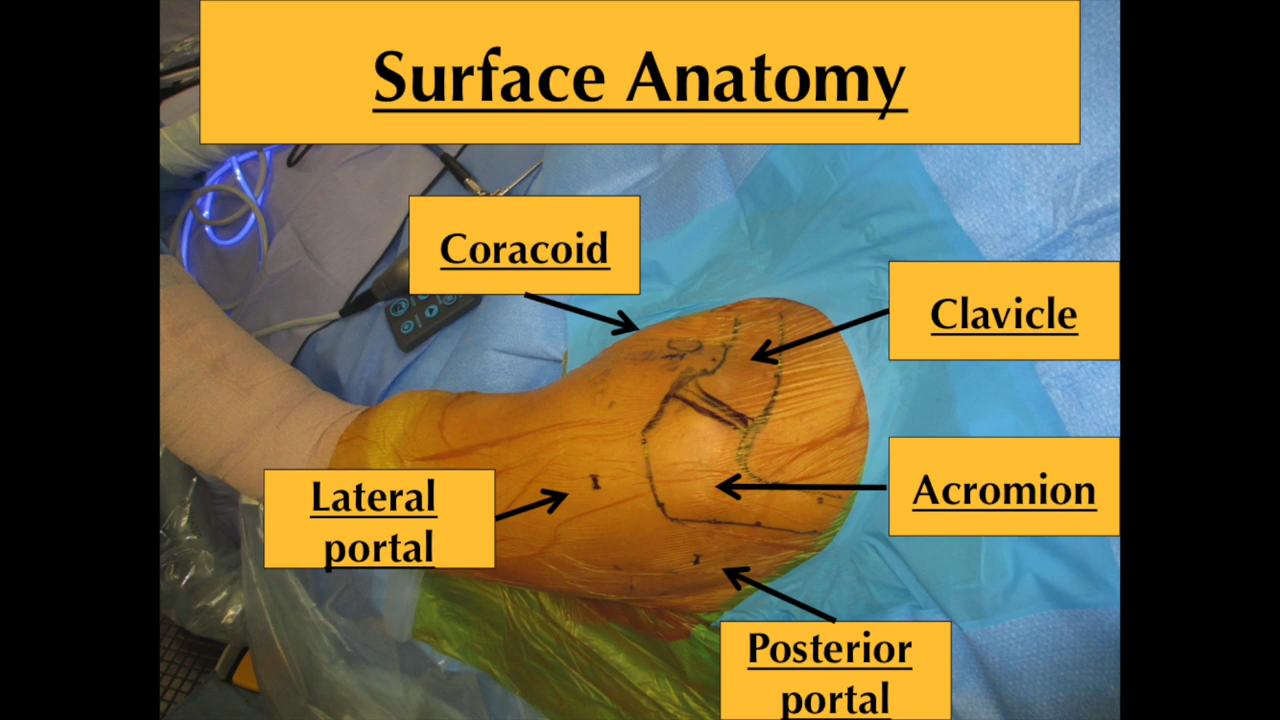 Surface Anatomy
Coracoid
Clavicle
Acromion
Lateral
portal
Posterior
portal